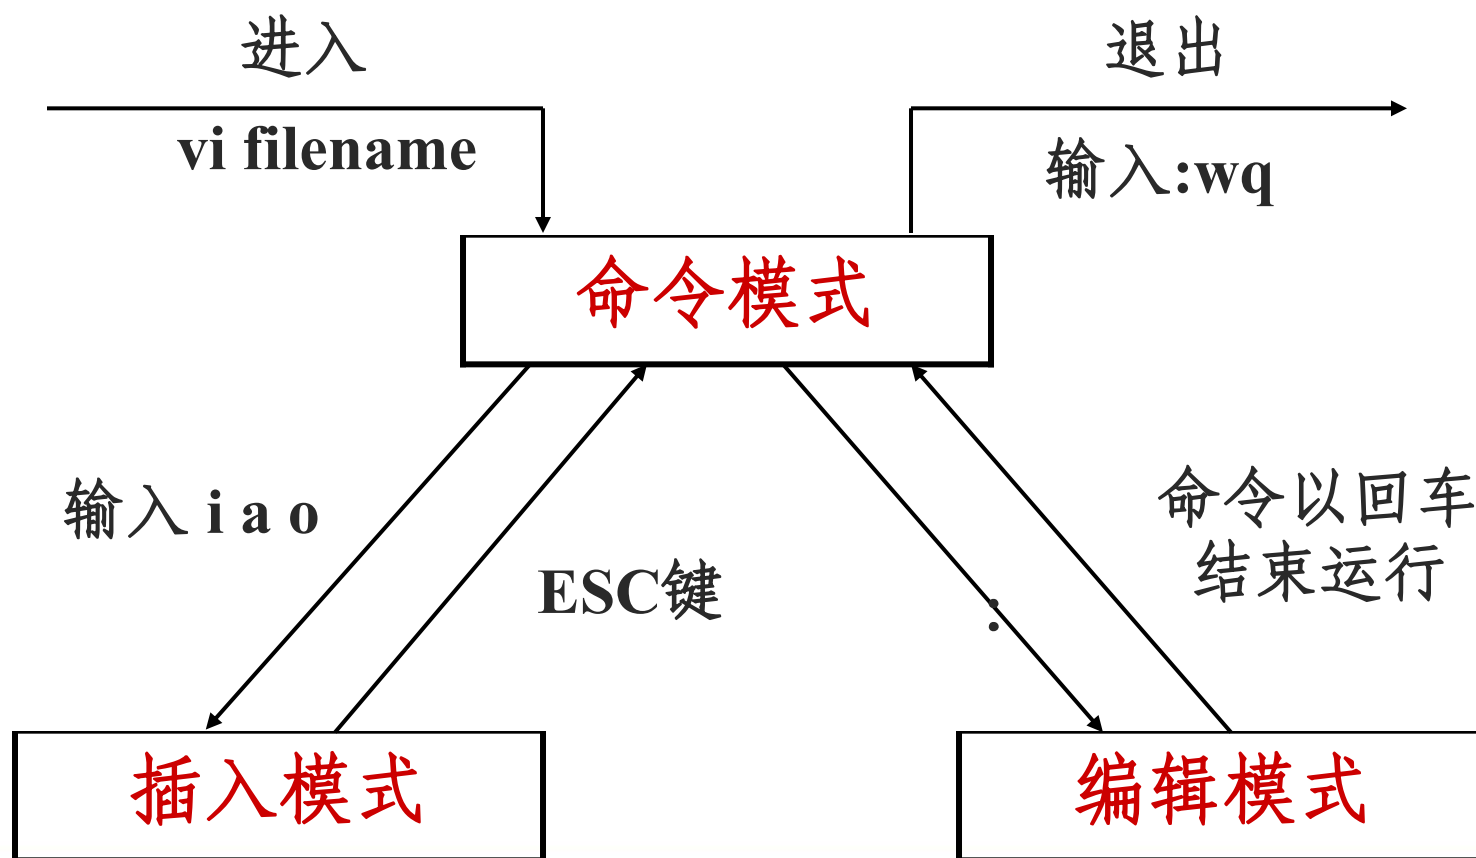 进入
退出
vi filename
输入:wq
命令模式
输入 i a o
ESC键
:
命令以回车
结束运行
插入模式
编辑模式